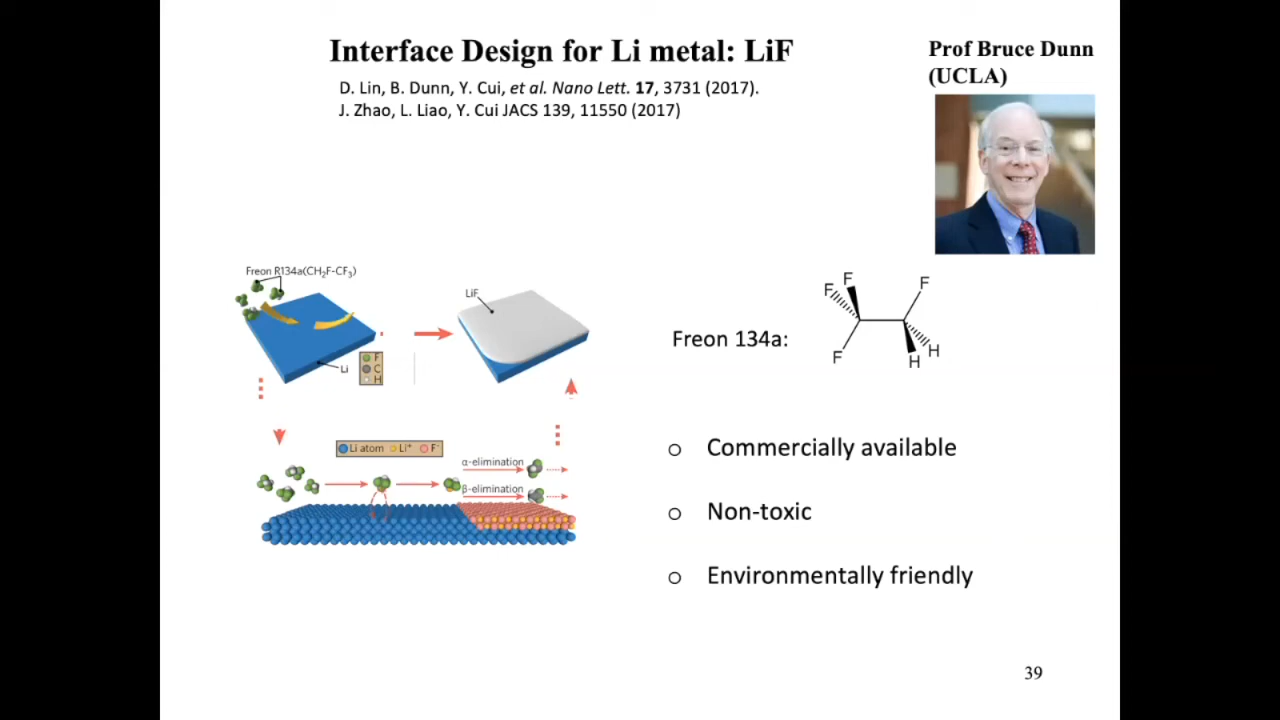 Interface Design for Li metal: LiF
D. Lin, B. Dunn, Y. Cui, et al. Nano Lett. 17, 3731 (2017).
J. Zhao, L. Liao, Y. Cui JACS 139, 11550 (2017)
Prof Bruce Dunn
(UCLA)
Freon R134a(CH₂F-CF₃)
Li
F
C
H
LiF
Li atom Li⁺ F⁻
α-elimination
β-elimination
Freon 134a:
F
F
F
F
H
H
o Commercially available
o Non-toxic
o Environmentally friendly
39